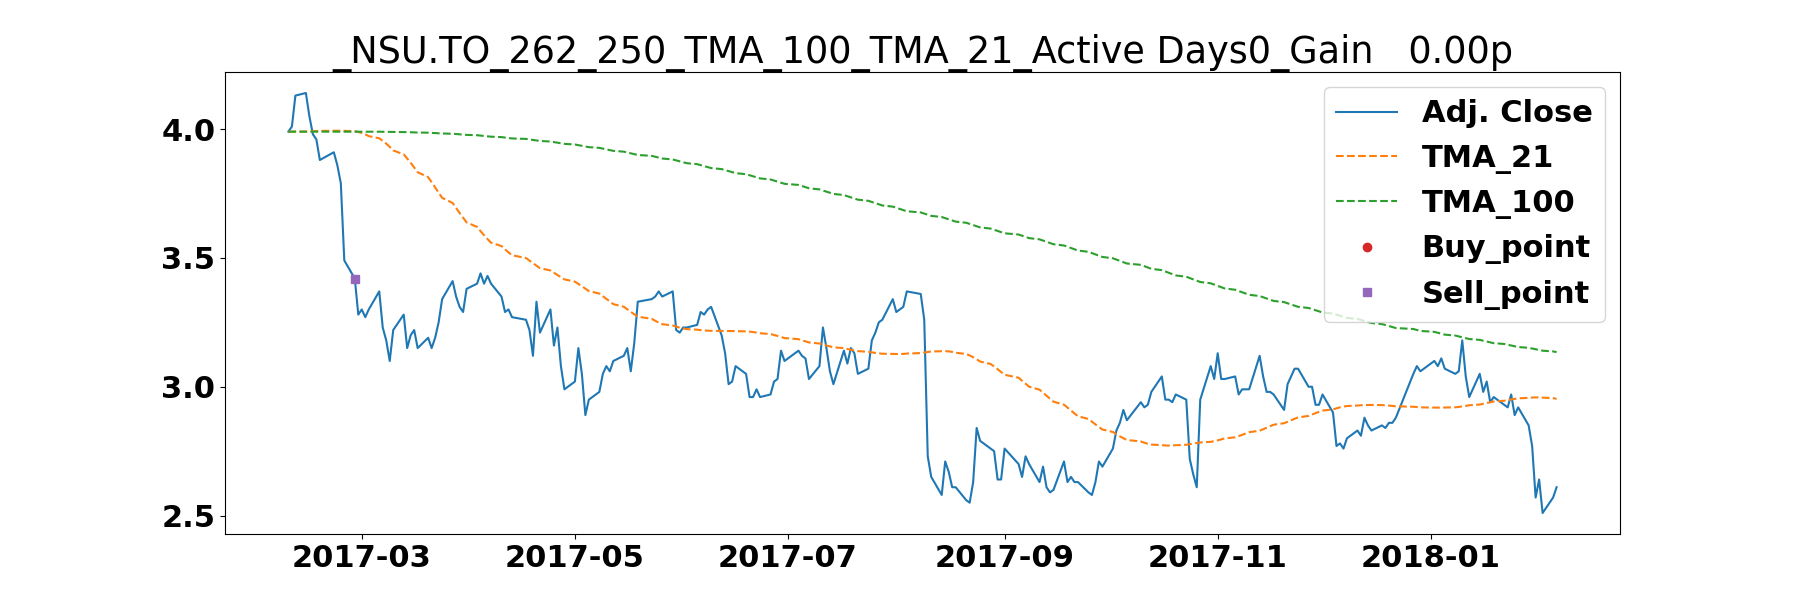 _NSU.TO_262_250_TMA_100_TMA_21_Active Days0_Gain   0.00p
4.0
3.5
3.0
2.5
2017-03 2017-05 2017-07 2017-09 2017-11 2018-01
Adj. Close
TMA_21
TMA_100
Buy_point
Sell_point